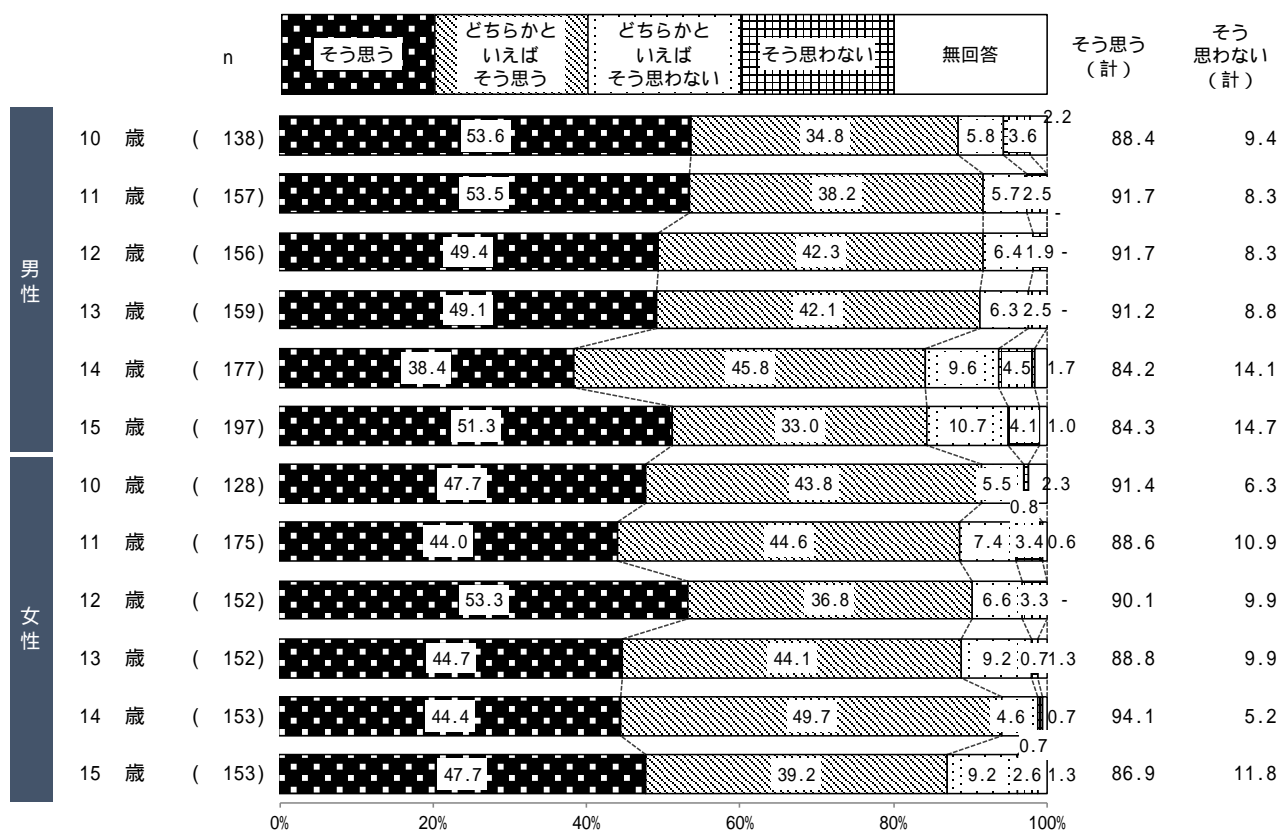 n
そう思う
どちらかと
いえば
そう思う
どちらかと
いえば
そう思わない
そう思わない
無回答
そう思う
（計）
そう
思わない
（計）
男性
10 歳 ( 138) 53.6 34.8 5.8 3.6 2.2 88.4 9.4
11 歳 ( 157) 53.5 38.2 5.7 2.5 - 91.7 8.3
12 歳 ( 156) 49.4 42.3 6.4 1.9 - 91.7 8.3
13 歳 ( 159) 49.1 42.1 6.3 2.5 - 91.2 8.8
14 歳 ( 177) 38.4 45.8 9.6 4.5 1.7 84.2 14.1
15 歳 ( 197) 51.3 33.0 10.7 4.1 1.0 84.3 14.7
女性
10 歳 ( 128) 47.7 43.8 5.5 0.8 2.3 91.4 6.3
11 歳 ( 175) 44.0 44.6 7.4 3.4 0.6 88.6 10.9
12 歳 ( 152) 53.3 36.8 6.6 3.3 - 90.1 9.9
13 歳 ( 152) 44.7 44.1 9.2 0.7 1.3 88.8 9.9
14 歳 ( 153) 44.4 49.7 4.6 0.7 0.7 94.1 5.2
15 歳 ( 153) 47.7 39.2 9.2 2.6 1.3 86.9 11.8
0% 20% 40% 60% 80% 100%